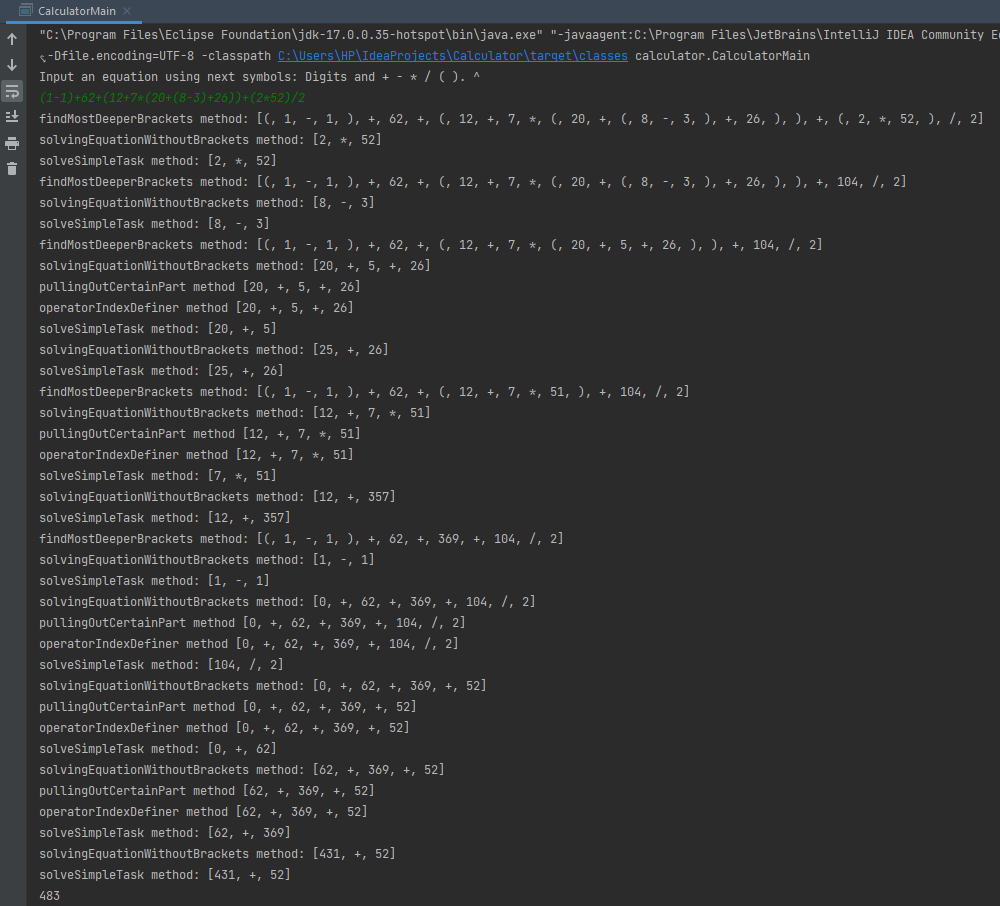 CalculatorMain
"C:\Program Files\Eclipse Foundation\jdk-17.0.0.35-hotspot\bin\java.exe" "-javaagent:C:\Program Files\JetBrains\IntelliJ IDEA Community
-Dfile.encoding=UTF-8 -classpath C:\Users\HP\IdeaProjects\Calculator\target\classes calculator.CalculatorMain
Input an equation using next symbols: Digits and + - * / ( ). ^
(1-1)+62+(12+7*(20+(8-3)+26))+(2*52)/2
findMostDeeperBrackets method: [(, 1, -, 1, ), +, 62, +, (, 12, +, 7, *, (, 20, +, (, 8, -, 3, ), +, 26, ), ), +, (, 2, *, 52, ), /, 2]
solvingEquationWithoutBrackets method: [2, *, 52]
solveSimpleTask method: [2, *, 52]
findMostDeeperBrackets method: [(, 1, -, 1, ), +, 62, +, (, 12, +, 7, *, (, 20, +, (, 8, -, 3, ), +, 26, ), ), +, 104, /, 2]
solvingEquationWithoutBrackets method: [8, -, 3]
solveSimpleTask method: [8, -, 3]
findMostDeeperBrackets method: [(, 1, -, 1, ), +, 62, +, (, 12, +, 7, *, (, 20, +, 5, +, 26, ), ), +, 104, /, 2]
solvingEquationWithoutBrackets method: [20, +, 5, +, 26]
pullingOutCertainPart method [20, +, 5, +, 26]
operatorIndexDefiner method [20, +, 5, +, 26]
solveSimpleTask method: [20, +, 5]
solvingEquationWithoutBrackets method: [25, +, 26]
solveSimpleTask method: [25, +, 26]
findMostDeeperBrackets method: [(, 1, -, 1, ), +, 62, +, (, 12, +, 7, *, 51, ), +, 104, /, 2]
solvingEquationWithoutBrackets method: [12, +, 7, *, 51]
pullingOutCertainPart method [12, +, 7, *, 51]
operatorIndexDefiner method [12, +, 7, *, 51]
solveSimpleTask method: [7, *, 51]
solvingEquationWithoutBrackets method: [12, +, 357]
solveSimpleTask method: [12, +, 357]
findMostDeeperBrackets method: [(, 1, -, 1, ), +, 62, +, 369, +, 104, /, 2]
solvingEquationWithoutBrackets method: [1, -, 1]
solveSimpleTask method: [1, -, 1]
solvingEquationWithoutBrackets method: [0, +, 62, +, 369, +, 104, /, 2]
pullingOutCertainPart method [0, +, 62, +, 369, +, 104, /, 2]
operatorIndexDefiner method [0, +, 62, +, 369, +, 104, /, 2]
solveSimpleTask method: [104, /, 2]
solvingEquationWithoutBrackets method: [0, +, 62, +, 369, +, 52]
pullingOutCertainPart method [0, +, 62, +, 369, +, 52]
operatorIndexDefiner method [0, +, 62, +, 369, +, 52]
solveSimpleTask method: [0, +, 62]
solvingEquationWithoutBrackets method: [62, +, 369, +, 52]
pullingOutCertainPart method [62, +, 369, +, 52]
operatorIndexDefiner method [62, +, 369, +, 52]
solveSimpleTask method: [62, +, 369]
solvingEquationWithoutBrackets method: [431, +, 52]
solveSimpleTask method: [431, +, 52]
483